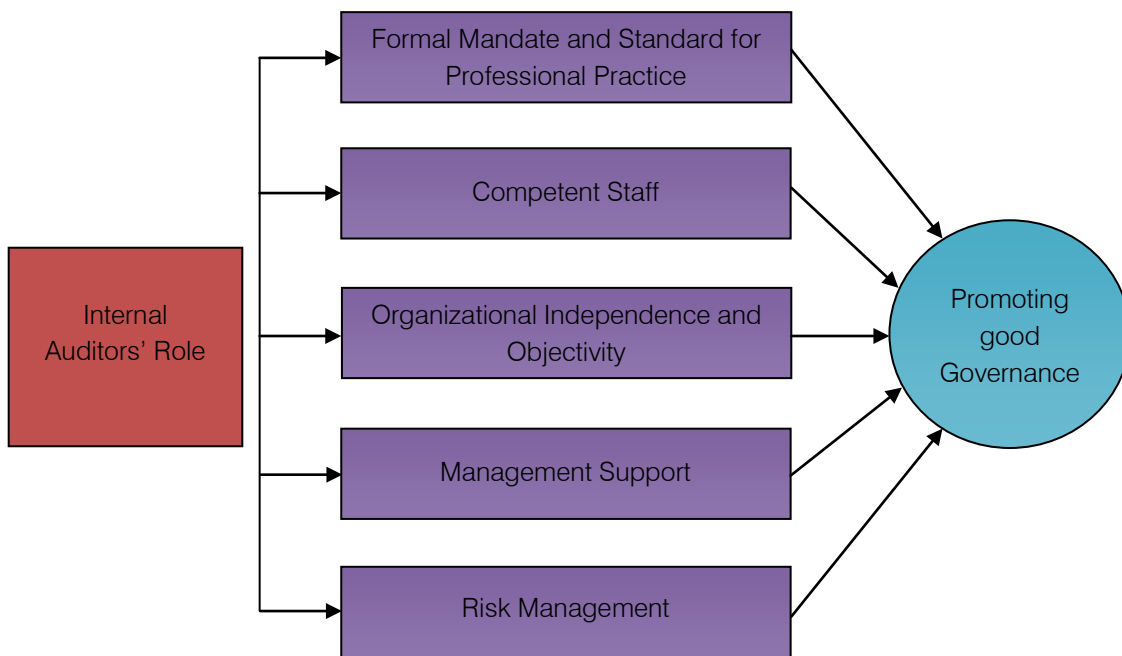 Formal Mandate and Standard for
Professional Practice
Competent Staff
Internal
Auditors’ Role
Organizational Independence and
Objectivity
Promoting
good
Governance
Management Support
Risk Management